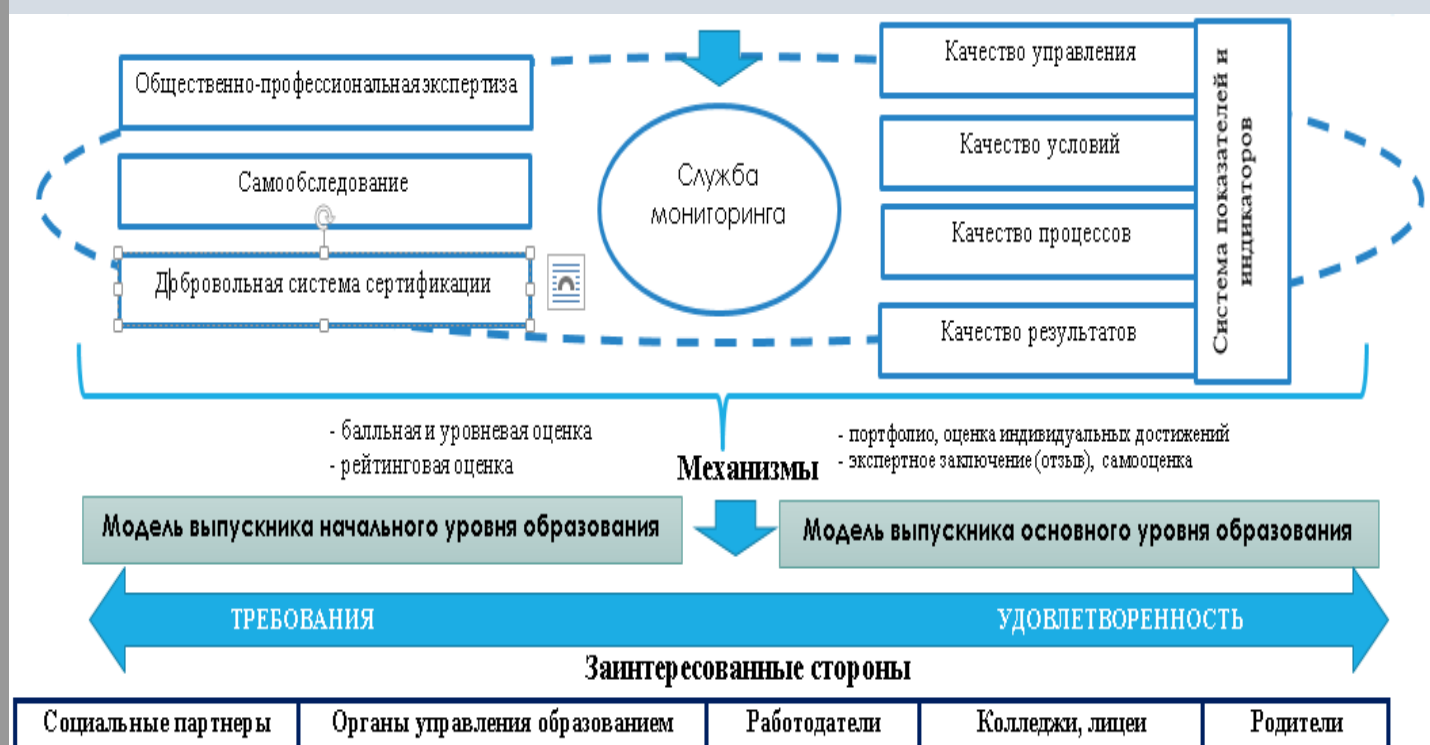 Общественно-профессиональная экспертиза
Самообследование
Добровольная система сертификации
Служба
мониторинга
Качество управления
Качество условий
Качество процессов
Качество результатов
Система показателей и
индикаторов
- балльная и уровневая оценка
- рейтинговая оценка
Механизмы
- портфолио, оценка индивидуальных достижений
- экспертное заключение (отзыв), самооценка
Модель выпускника начального уровня образования
Модель выпускника основного уровня образования
ТРЕБОВАНИЯ
УДОВЛЕТВОРЕННОСТЬ
Заинтересованные стороны
Социальные партнеры
Органы управления образованием
Работодатели
Колледжи, лицеи
Родители